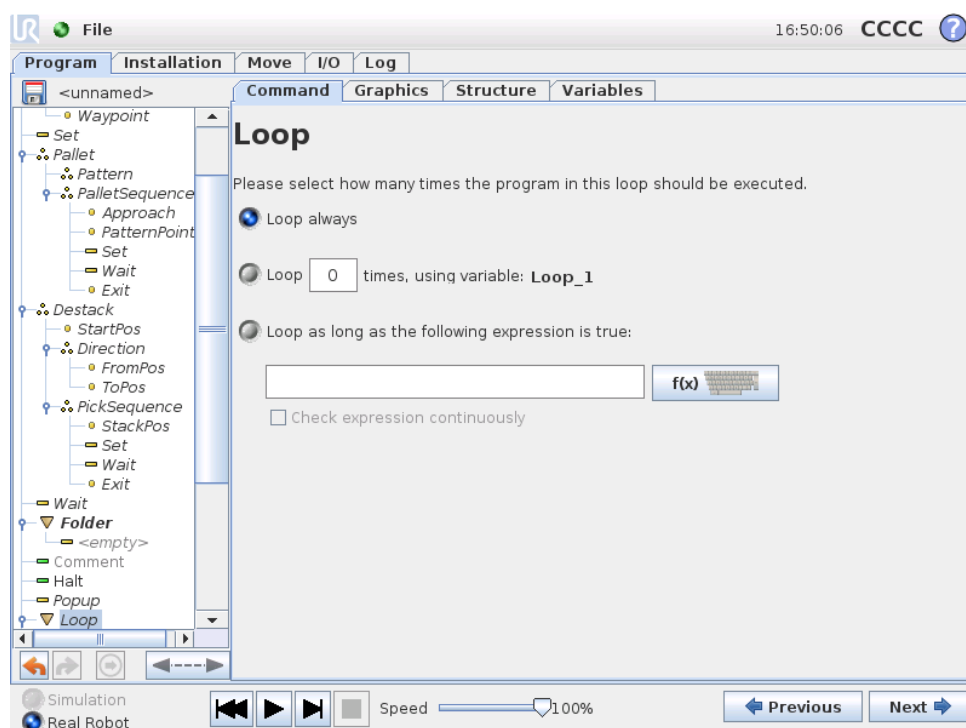 UR File 16:50:06 CCCC ?
Program Installation Move I/O Log
<unnamed> Command Graphics Structure Variables
Waypoint
Set
Pallet
Pattern
PalletSequence
Approach
PatternPoint
Set
Wait
Exit
Destack
StartPos
Direction
FromPos
ToPos
PickSequence
StackPos
Set
Wait
Exit
Wait
Folder
<empty>
Comment
Halt
Popup
Loop
Loop
Please select how many times the program in this loop should be executed.
Loop always
Loop 0 times, using variable: Loop_1
Loop as long as the following expression is true:
f(x)
Check expression continuously
Simulation
Real Robot
Speed 100% Previous Next